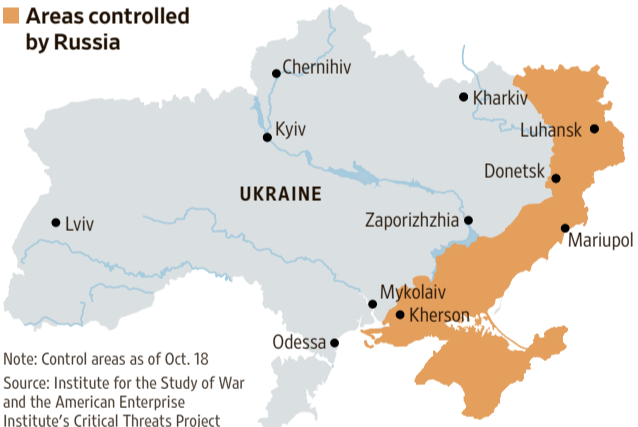 Areas controlled
by Russia
Chernihiv
Kharkiv
Kyiv
Luhansk
Donetsk
UKRAINE
Zaporizhzhia
Lviv
Mariupol
Mykolaiv
Kherson
Odessa
Note: Control areas as of Oct. 18
Source: Institute for the Study of War
and the American Enterprise
Institute's Critical Threats Project